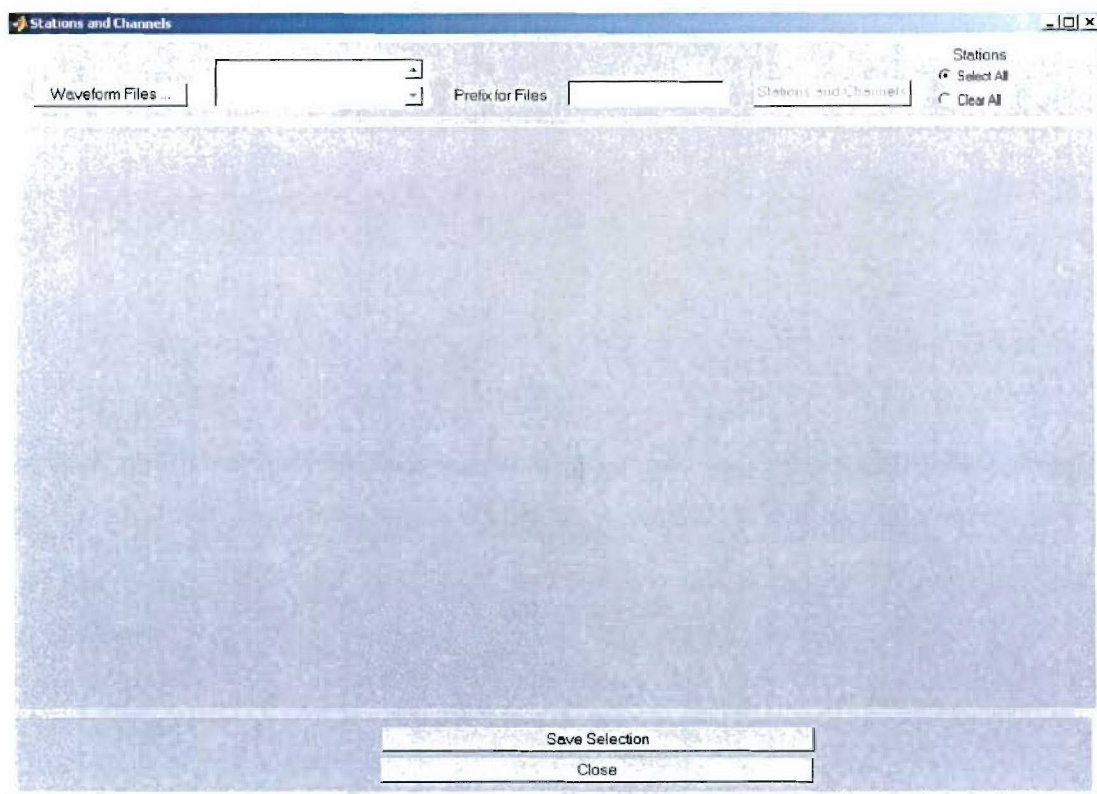 Stations and Channels
Waveform Files ...
Prefix for Files
Stations and Channels
Stations
Select All
Clear All
Save Selection
Close